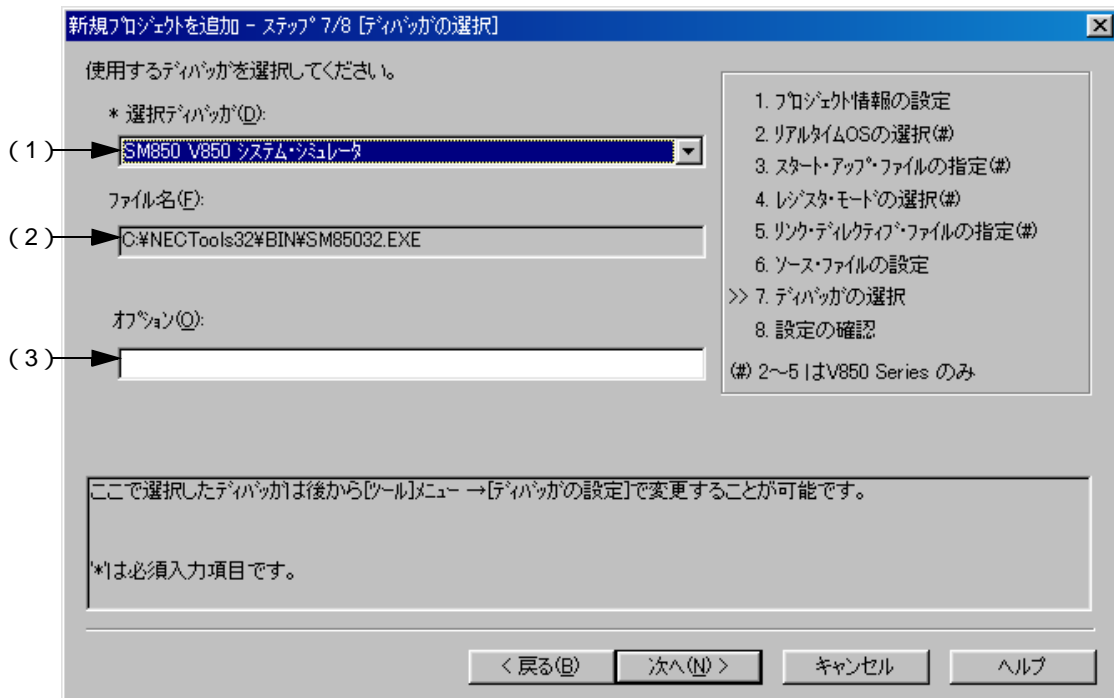 新規プロジェクトを追加 - ステップ 7/8 [ディバッガの選択]
使用するディバッガを選択してください。
* 選択ディバッガ(D):
(1)
SM850 V850 システム・シミュレータ
ファイル名(F):
(2)
C:¥NECTools32¥BIN¥SM85032.EXE
オプション(O):
(3)
1. プロジェクト情報の設定
2. リアルタイムOSの選択(#)
3. スタート・アップ・ファイルの指定(#)
4. レジスタ・モードの選択(#)
5. リンク・ディレクティブ・ファイルの指定(#)
6. ソース・ファイルの設定
>> 7. ディバッガの選択
8. 設定の確認
(#) 2～5 はV850 Series のみ
ここで選択したディバッガは後から[ツール]メニュー →[ディバッガの設定]で変更することが可能です。
'*'は必須入力項目です。
< 戻る(B)
次へ(N) >
キャンセル
ヘルプ